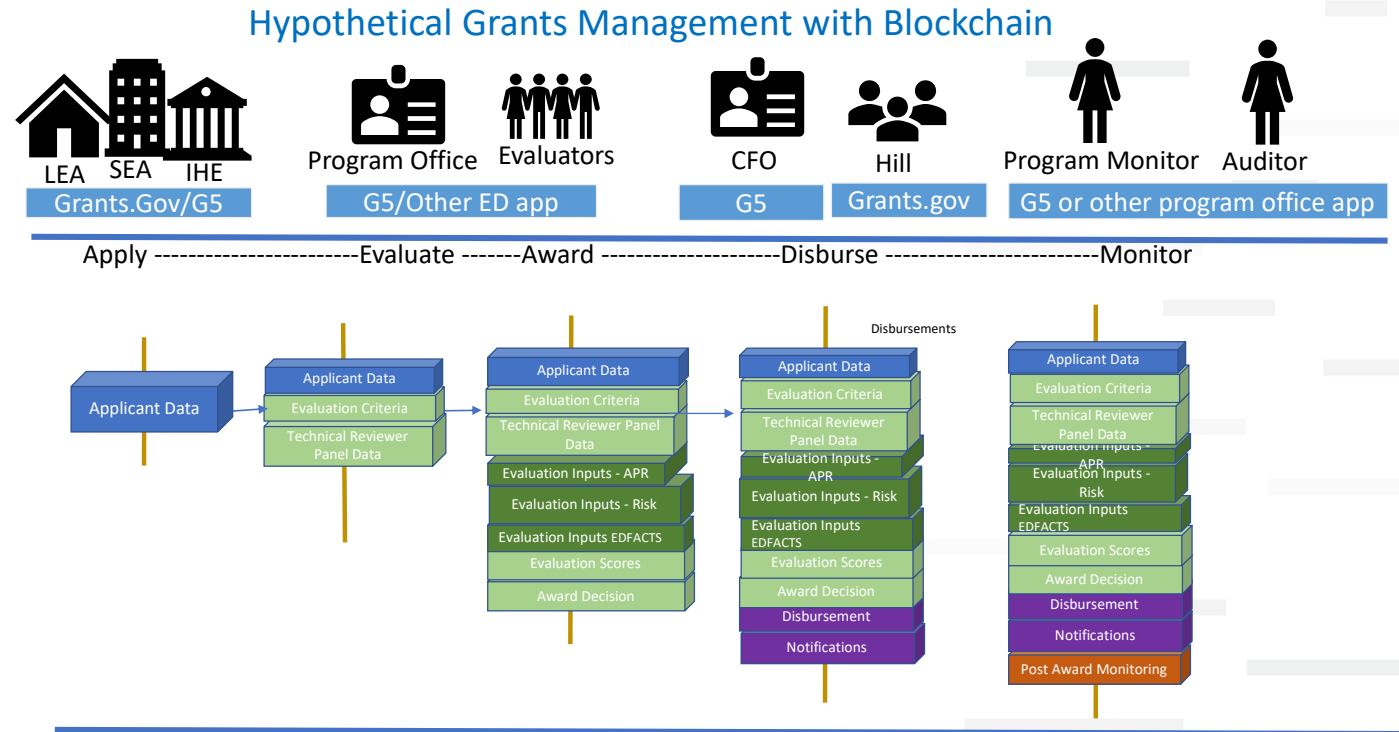 Hypothetical Grants Management with Blockchain
LEA
SEA
IHE
Program Office
Evaluators
CFO
Hill
Program Monitor
Auditor
Grants.Gov/G5
G5/Other ED app
G5
Grants.gov
G5 or other program office app
Apply -----------------------Evaluate -------Award ---------------------Disburse ------------------------Monitor
Disbursements
Applicant Data
Applicant Data
Evaluation Criteria
Technical Reviewer
Panel Data
Applicant Data
Evaluation Criteria
Technical Reviewer Panel
Data
Evaluation Inputs - APR
Evaluation Inputs - Risk
Evaluation Inputs EDFACTS
Evaluation Scores
Award Decision
Applicant Data
Evaluation Criteria
Technical Reviewer
Panel Data
Evaluation Inputs -
APR
Evaluation Inputs - Risk
Evaluation Inputs
EDFACTS
Evaluation Scores
Award Decision
Disbursement
Notifications
Applicant Data
Evaluation Criteria
Technical Reviewer
Panel Data
Evaluation Inputs -
APR
Evaluation Inputs -
Risk
Evaluation Inputs
EDFACTS
Evaluation Scores
Award Decision
Disbursement
Notifications
Post Award Monitoring